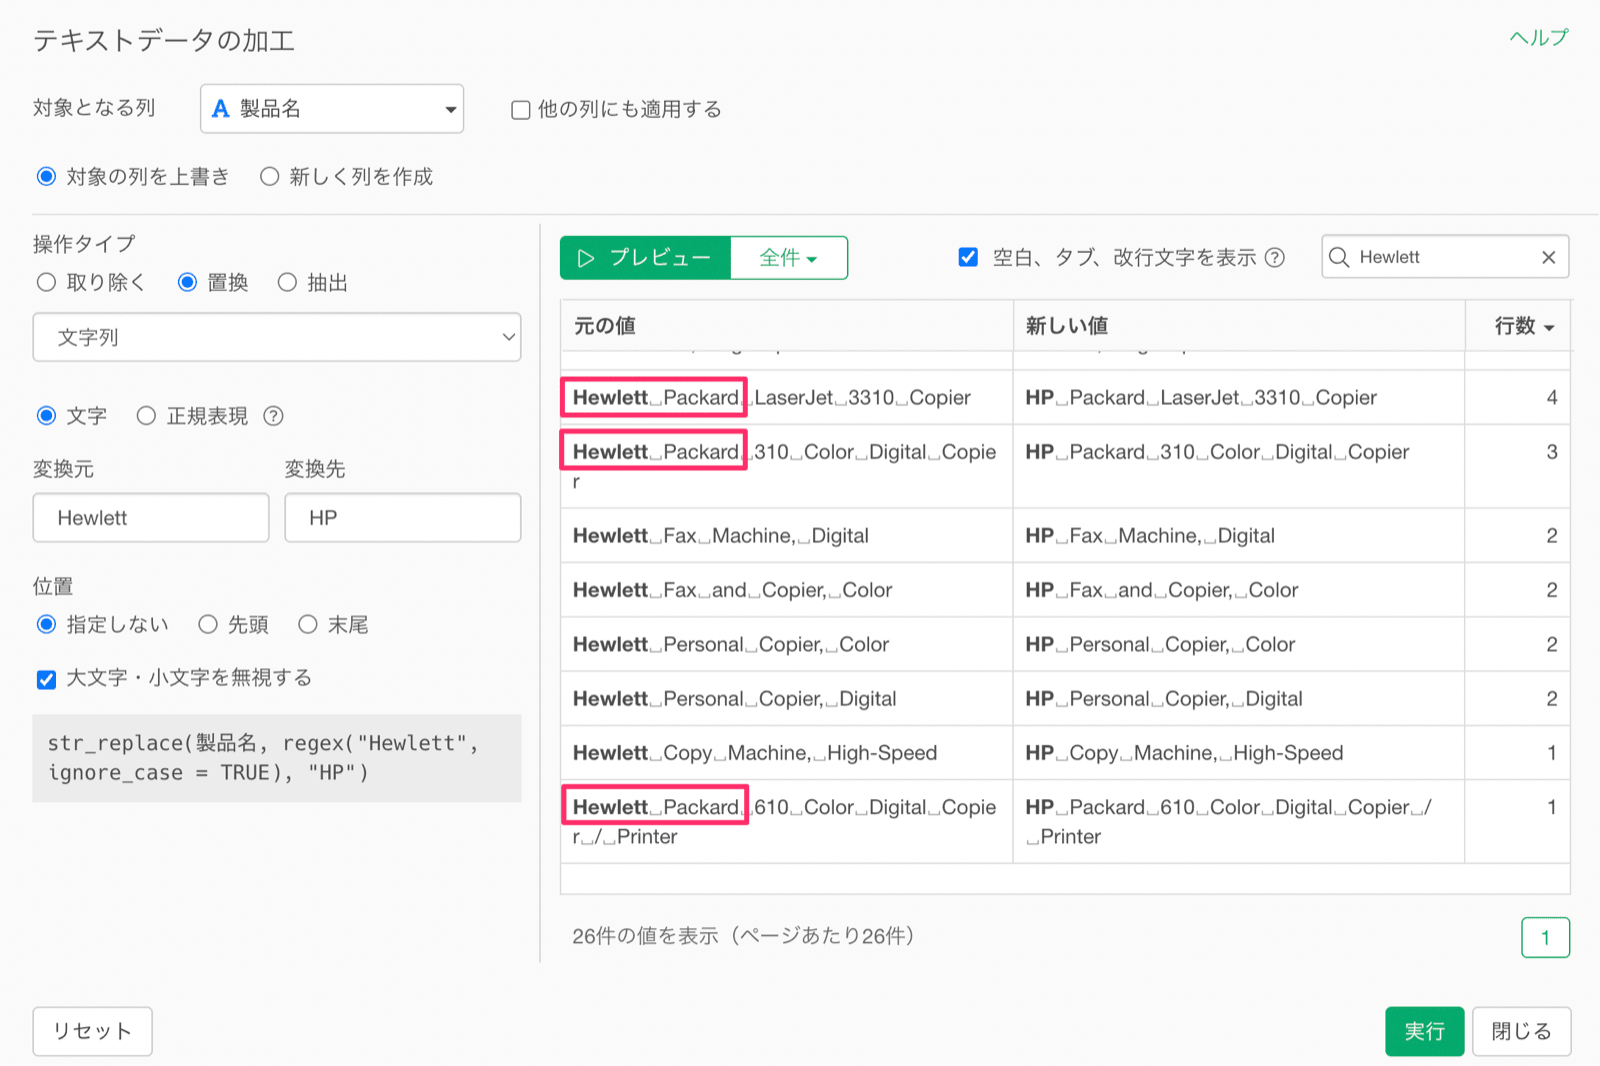 テキストデータの加工
ヘルプ
対象となる列
A 製品名
他の列にも適用する
対象の列を上書き 新しく列を作成
操作タイプ
取り除く 置換 抽出
文字列
文字 正規表現 ?
変換元 変換先
Hewlett HP
位置
指定しない 先頭 末尾
大文字・小文字を無視する
str_replace(製品名, regex("Hewlett",
ignore_case = TRUE), "HP")
プレビュー 全件
空白、タブ、改行文字を表示 ?
Hewlett
元の値 新しい値 行数
Hewlett␣Packard␣LaserJet␣3310␣Copier HP␣Packard␣LaserJet␣3310␣Copier 4
Hewlett␣Packard␣310␣Color␣Digital␣Copie HP␣Packard␣310␣Color␣Digital␣Copier 3
r
Hewlett␣Fax␣Machine,␣Digital HP␣Fax␣Machine,␣Digital 2
Hewlett␣Fax␣and␣Copier,␣Color HP␣Fax␣and␣Copier,␣Color 2
Hewlett␣Personal␣Copier,␣Color HP␣Personal␣Copier,␣Color 2
Hewlett␣Personal␣Copier,␣Digital HP␣Personal␣Copier,␣Digital 2
Hewlett␣Copy␣Machine,␣High-Speed HP␣Copy␣Machine,␣High-Speed 1
Hewlett␣Packard␣610␣Color␣Digital␣Copie HP␣Packard␣610␣Color␣Digital␣Copier␣/ 1
r␣/␣Printer ␣Printer
26件の値を表示（ページあたり26件）
1
リセット
実行 閉じる